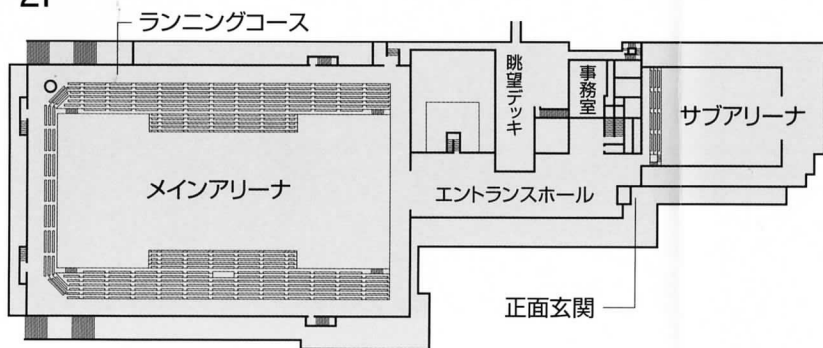 ランニングコース
眺望デッキ
事務室
サブアリーナ
メインアリーナ
エントランスホール
正面玄関